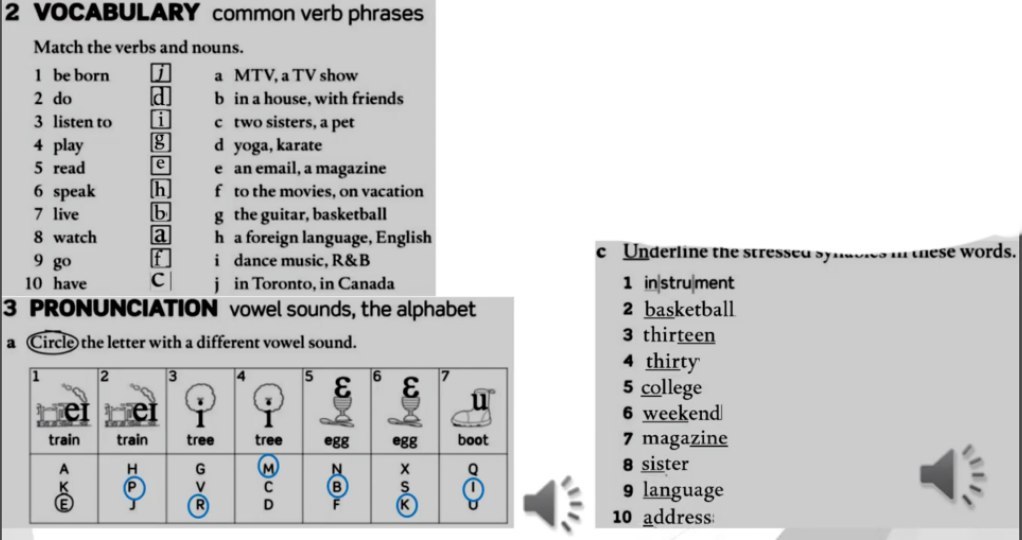 2 VOCABULARY common verb phrases
Match the verbs and nouns.
1 be born j a MTV, a TV show
2 do d b in a house, with friends
3 listen to i c two sisters, a pet
4 play g d yoga, karate
5 read e e an email, a magazine
6 speak h f to the movies, on vacation
7 live b g the guitar, basketball
8 watch a h a foreign language, English
9 go f i dance music, R&B
10 have C j in Toronto, in Canada
3 PRONUNCIATION vowel sounds, the alphabet
a Circle the letter with a different vowel sound.
1 2 3 4 5 6 7
eɪ eɪ i i ɛ ɛ u
train train tree tree egg egg boot
A H G M N X Q
K P V C B S I
E J R D F K U
c Underline the stressed syllables in these words.
1 instrument
2 basketball
3 thirteen
4 thirty
5 college
6 weekend
7 magazine
8 sister
9 language
10 address